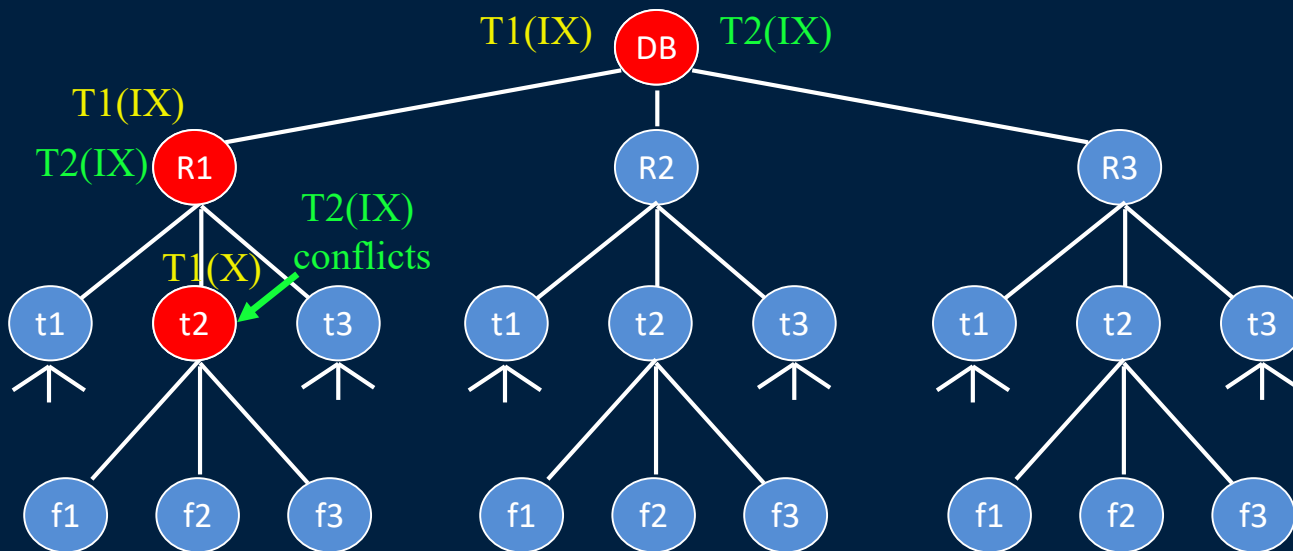 T1(IX) DB T2(IX)
T1(IX)
T2(IX) R1 R2 R3
T2(IX)
conflicts
T1(X)
t1 t2 t3 t1 t2 t3 t1 t2 t3
f1 f2 f3 f1 f2 f3 f1 f2 f3